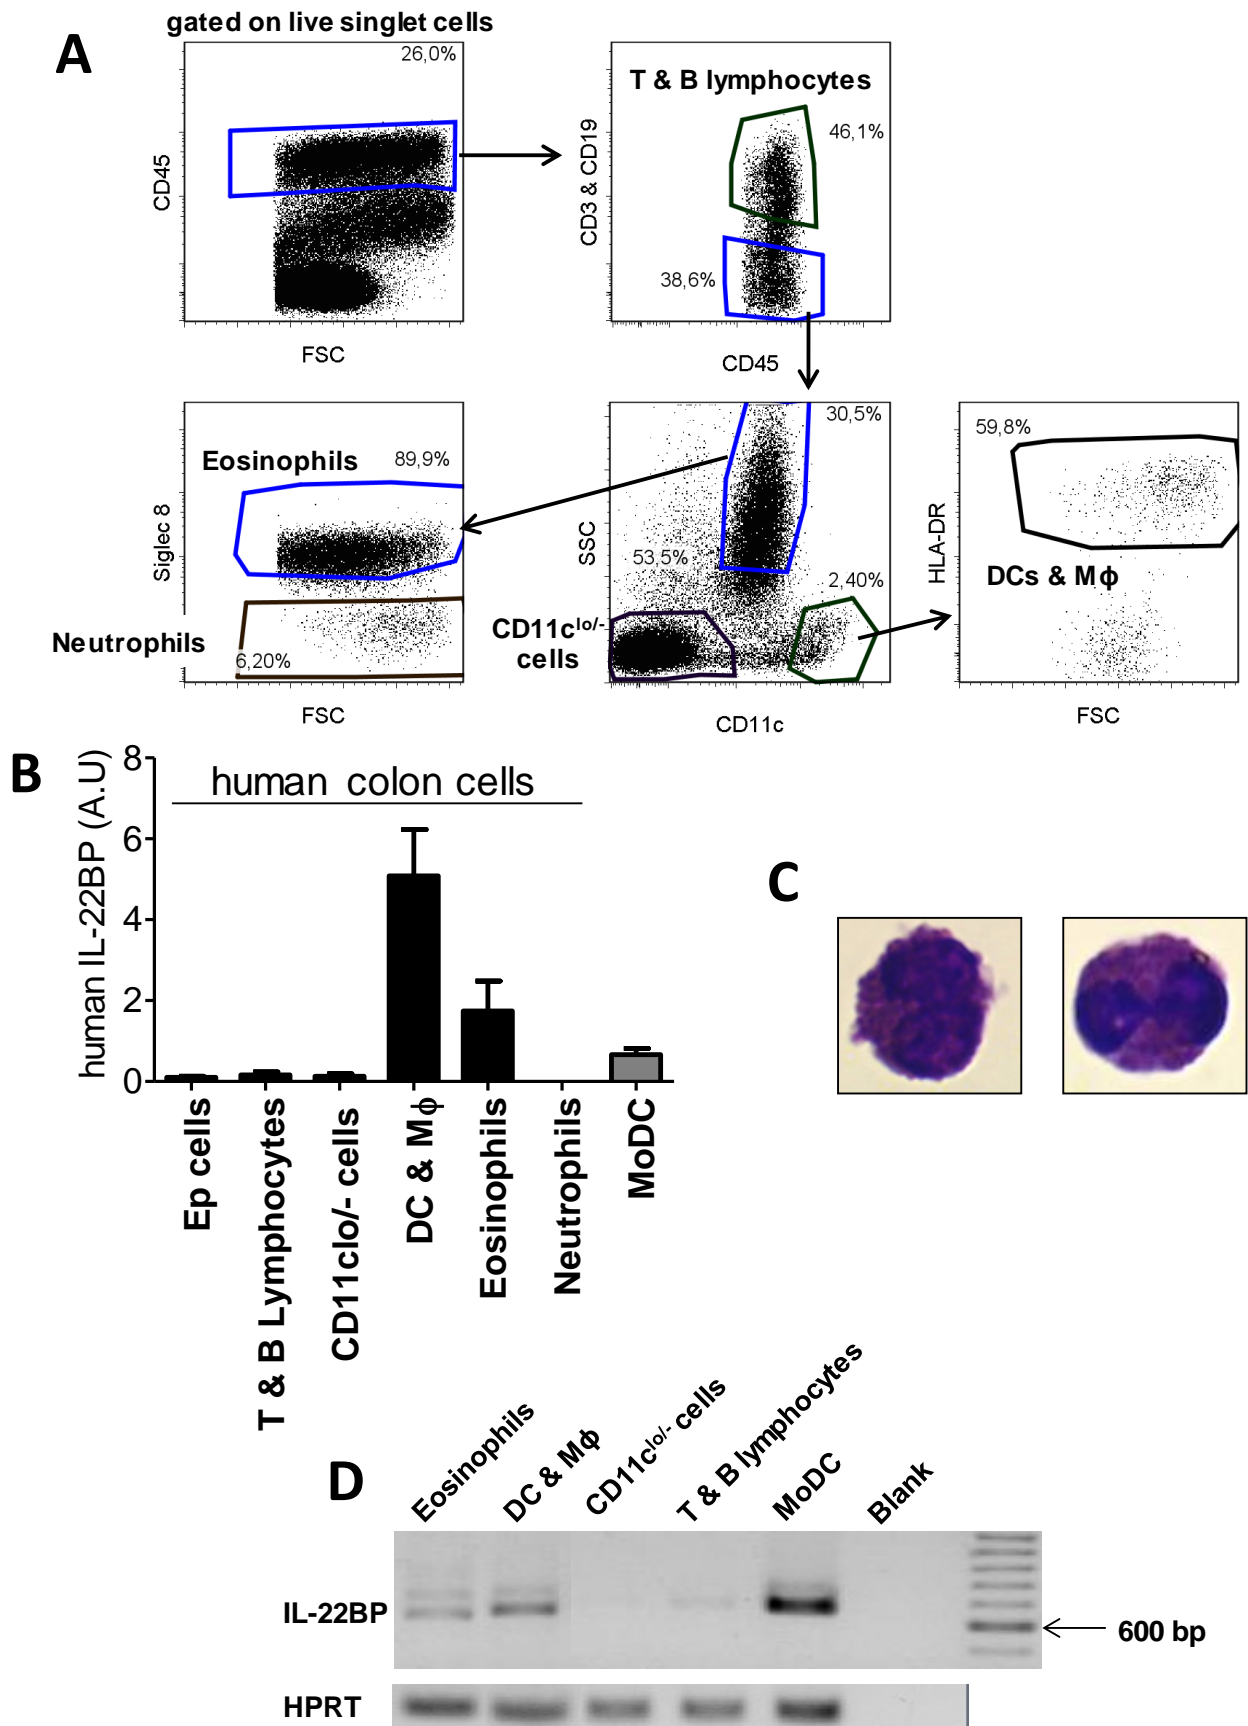 A
gated on live singlet cells
26,0%
CD45
FSC
T & B lymphocytes
46,1%
CD3 & CD19
38,6%
CD45
Eosinophils
89,9%
Siglec 8
Neutrophils
6,20%
FSC
30,5%
SSC
53,5%
2,40%
CD11clo/-
cells
CD11c
59,8%
HLA-DR
DCs & Mϕ
FSC
B
human IL-22BP (A.U)
8
6
4
2
0
human colon cells
Ep cells
T & B Lymphocytes
CD11clo/- cells
DC & Mϕ
Eosinophils
Neutrophils
MoDC
C
D
Eosinophils
DC & Mϕ
CD11clo/- cells
T & B lymphocytes
MoDC
Blank
IL-22BP
600 bp
HPRT